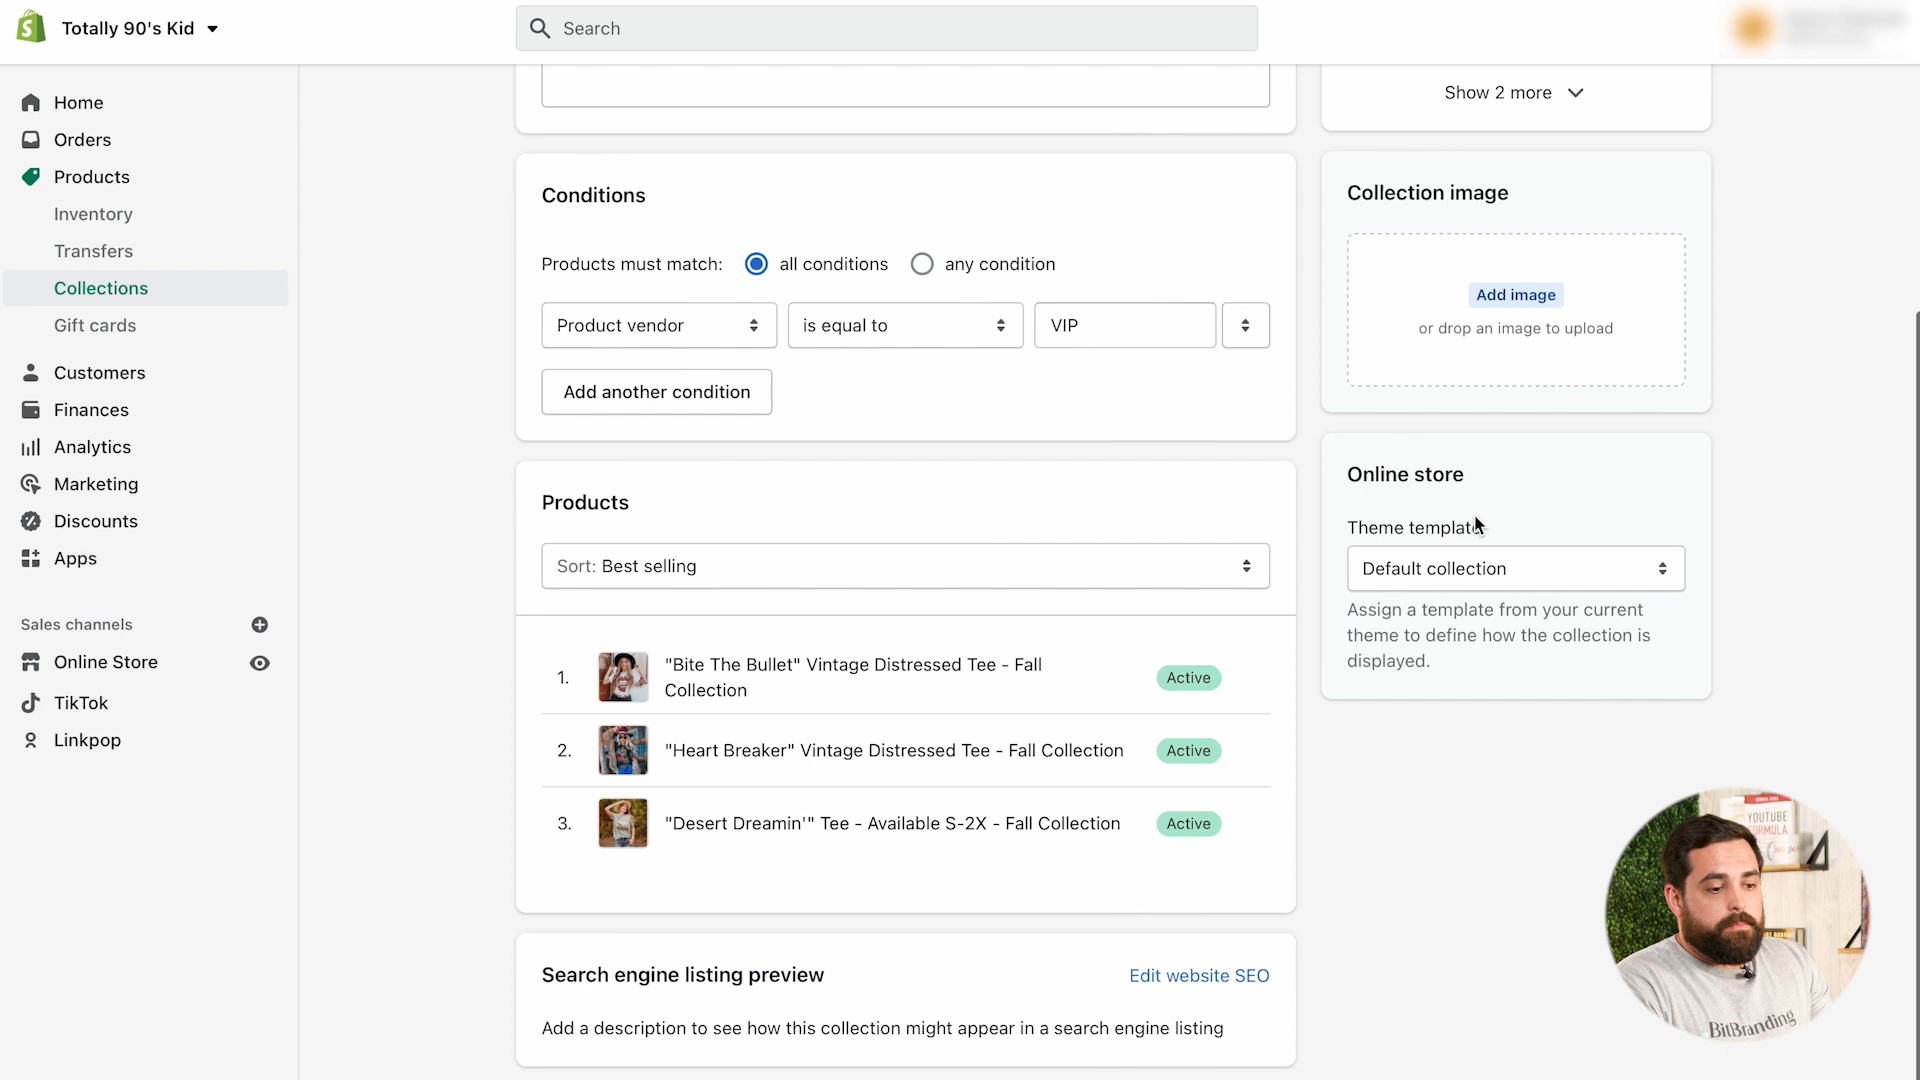 Totally 90's Kid
Search
Home
Orders
Products
Inventory
Transfers
Collections
Gift cards
Customers
Finances
Analytics
Marketing
Discounts
Apps
Sales channels
Online Store
TikTok
Linkpop
Conditions
Products must match: all conditions any condition
Product vendor is equal to VIP
Add another condition
Products
Sort: Best selling
1. "Bite The Bullet" Vintage Distressed Tee - Fall
Collection
Active
2. "Heart Breaker" Vintage Distressed Tee - Fall Collection Active
3. "Desert Dreamin'" Tee - Available S-2X - Fall Collection Active
Search engine listing preview Edit website SEO
Add a description to see how this collection might appear in a search engine listing
Show 2 more
Collection image
Add image
or drop an image to upload
Online store
Theme template
Default collection
Assign a template from your current
theme to define how the collection is
displayed.
YOUTUBE
FORMULA
BitBranding